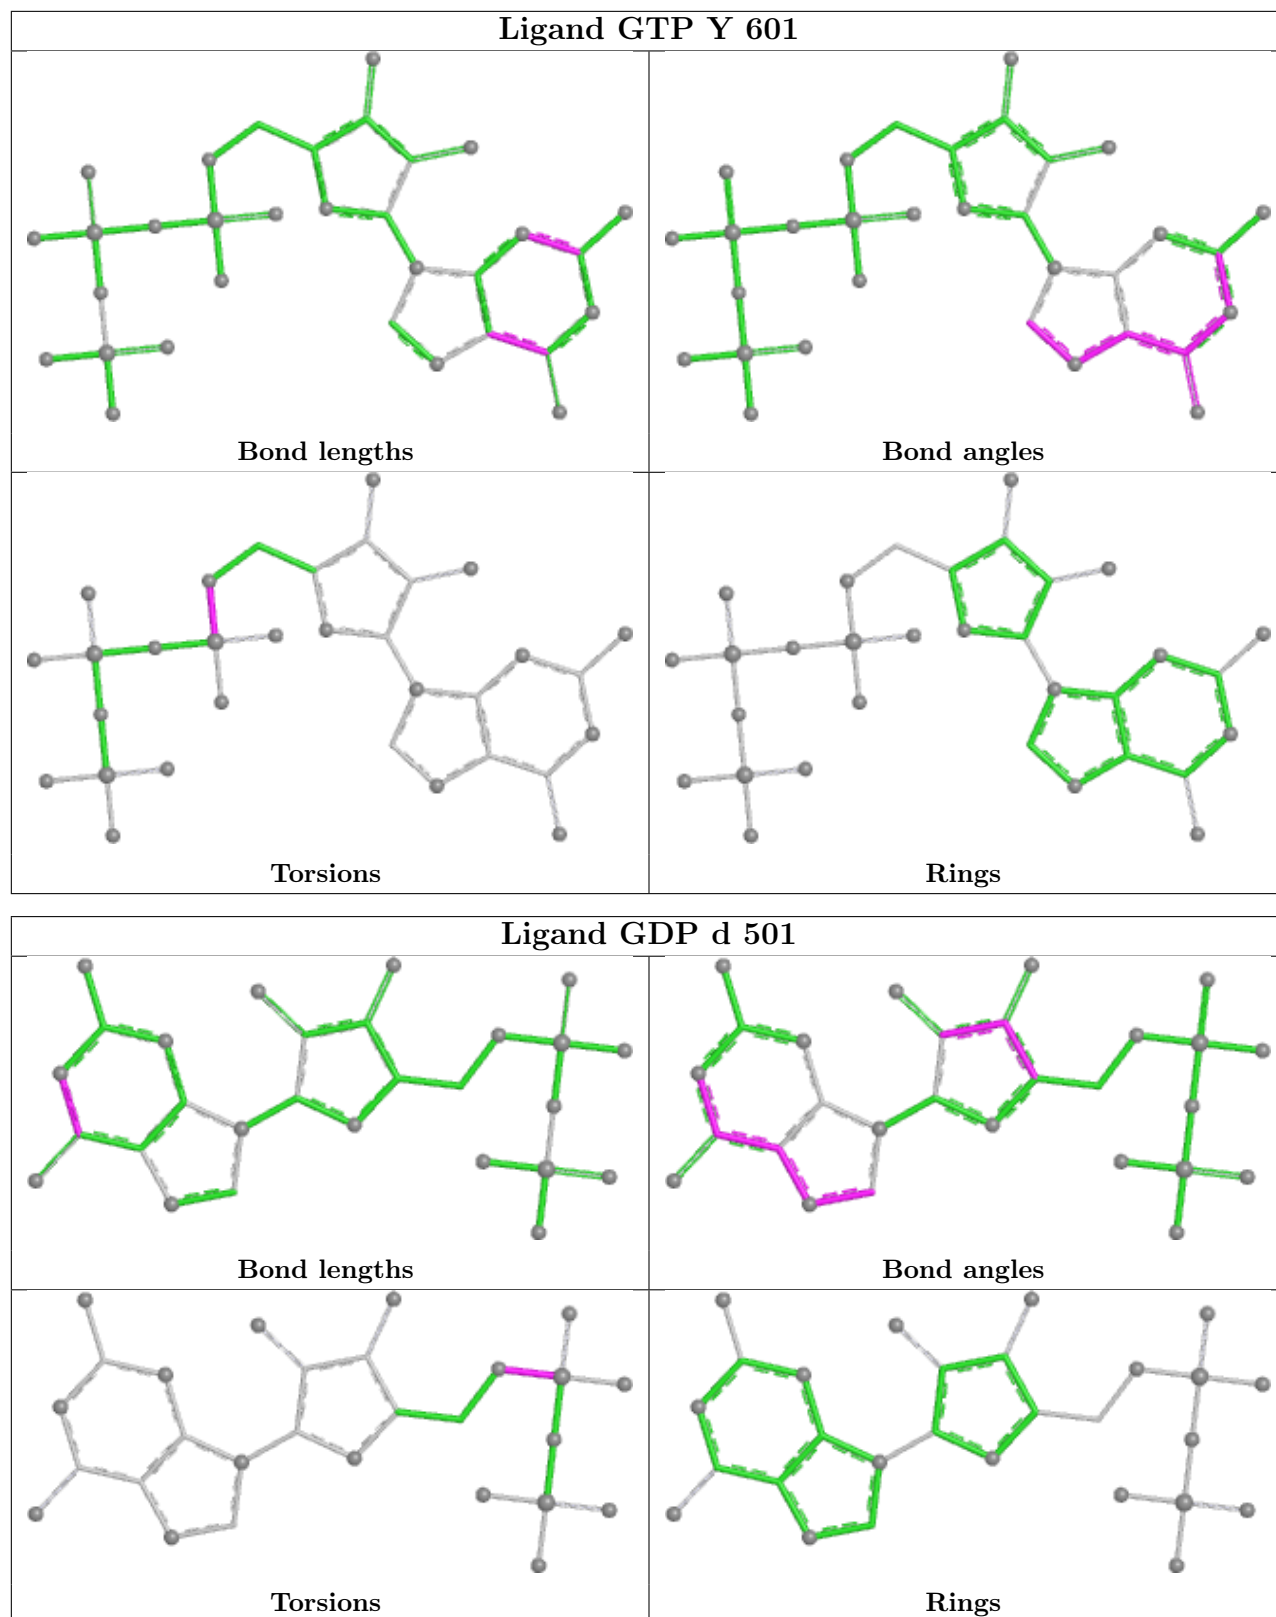 Ligand GTP Y 601
Bond lengths
Bond angles
Torsions
Rings
Ligand GDP d 501
Bond lengths
Bond angles
Torsions
Rings